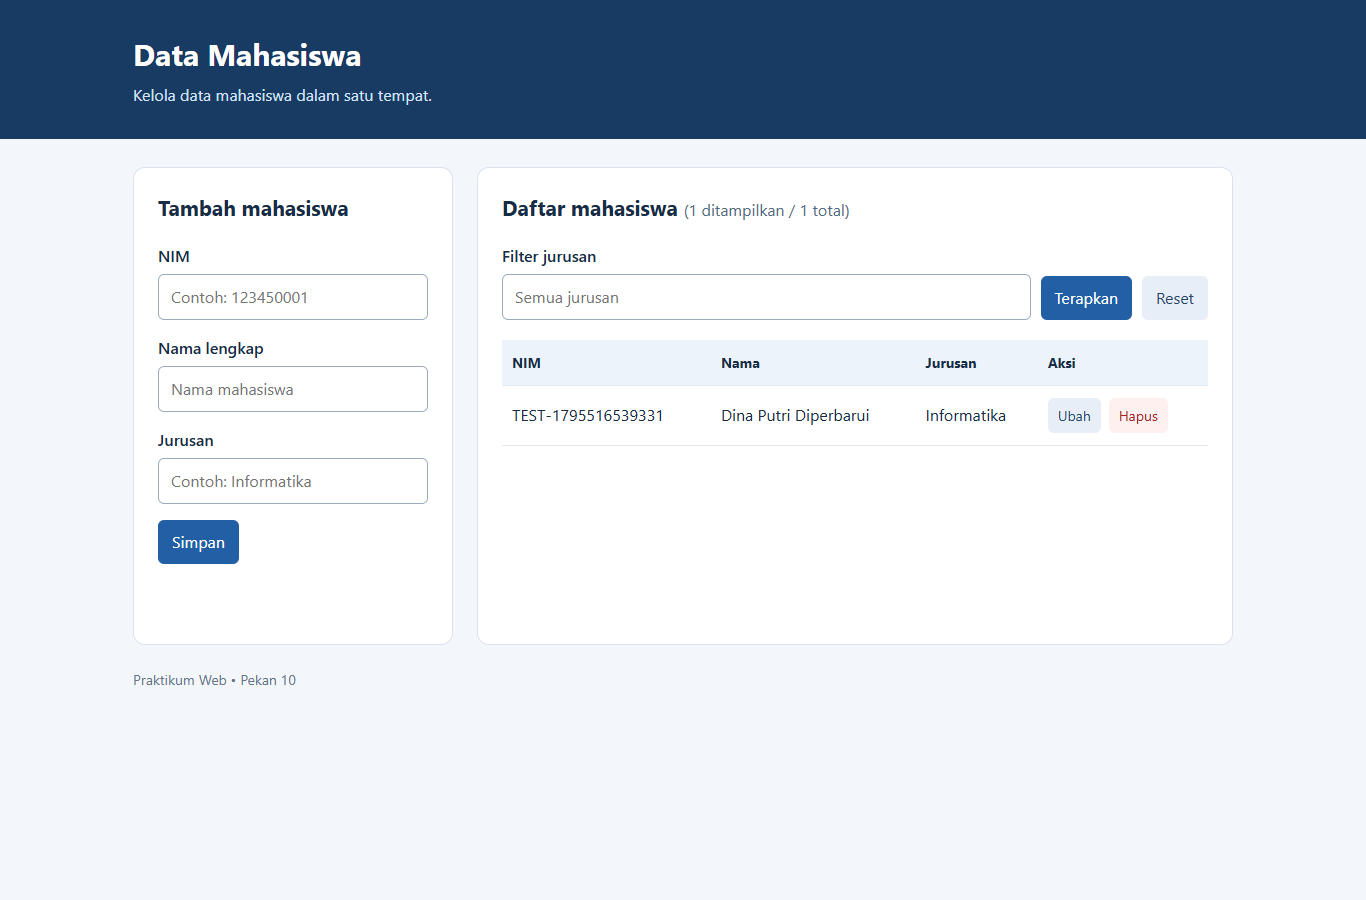 Data Mahasiswa
Kelola data mahasiswa dalam satu tempat.
Tambah mahasiswa
NIM
Contoh: 123450001
Nama lengkap
Nama mahasiswa
Jurusan
Contoh: Informatika
Simpan
Daftar mahasiswa (1 ditampilkan / 1 total)
Filter jurusan
Semua jurusan Terapkan Reset
NIM Nama Jurusan Aksi
TEST-1795516539331 Dina Putri Diperbarui Informatika Ubah Hapus
Praktikum Web • Pekan 10